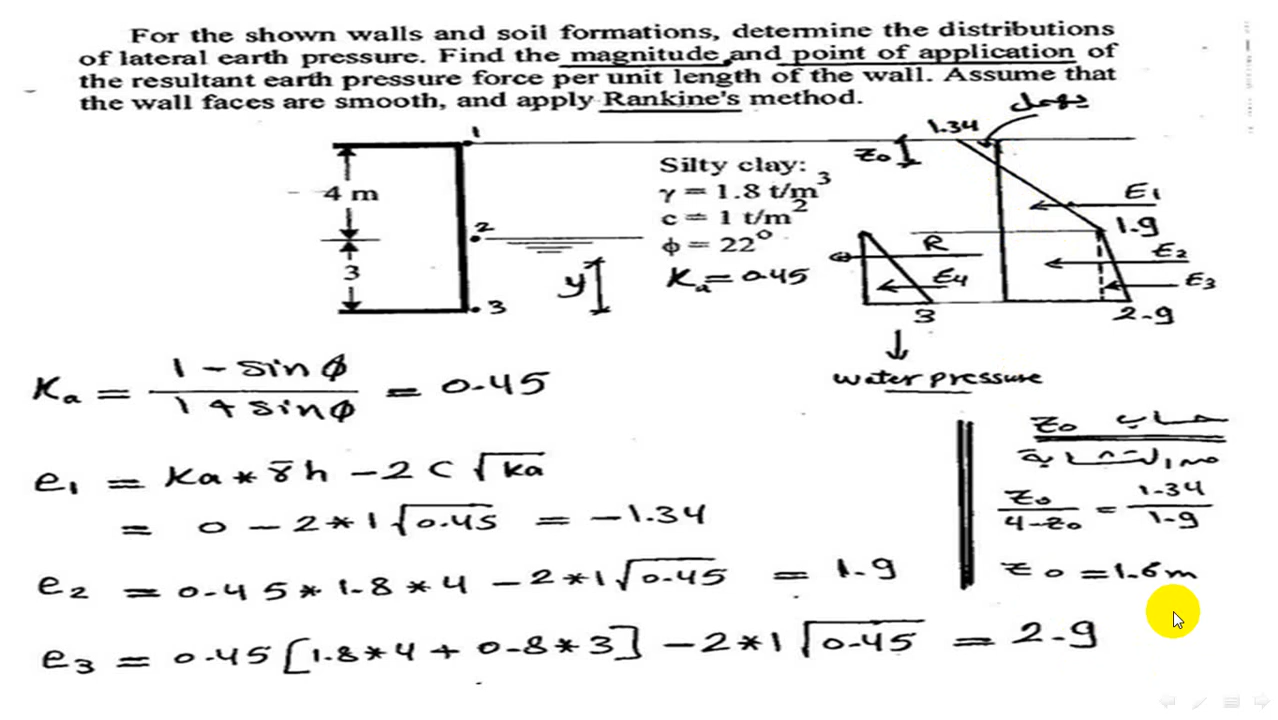 For the shown walls and soil formations, determine the distributions
of lateral earth pressure. Find the magnitude and point of application of
the resultant earth pressure force per unit length of the wall. Assume that
the wall faces are smooth, and apply Rankine's method.
يهمل
1
1.34
Zo
4 m
Silty clay:
γ = 1.8 t/m³
c = 1 t/m²
φ = 22°
Ka = 0.45
E1
2
1.9
R
E2
3
y
E4
E3
3
3
2.9
water pressure
Ka = (1 - sin φ) / (1 + sin φ) = 0.45
حساب Zo
من التشابة
Zo / (4 - Zo) = 1.34 / 1.9
Zo = 1.6 m
e1 = Ka * γh - 2C √Ka
= 0 - 2*1 √0.45 = -1.34
e2 = 0.45 * 1.8 * 4 - 2*1 √0.45 = 1.9
e3 = 0.45 [1.8*4 + 0.8*3] - 2*1 √0.45 = 2.9